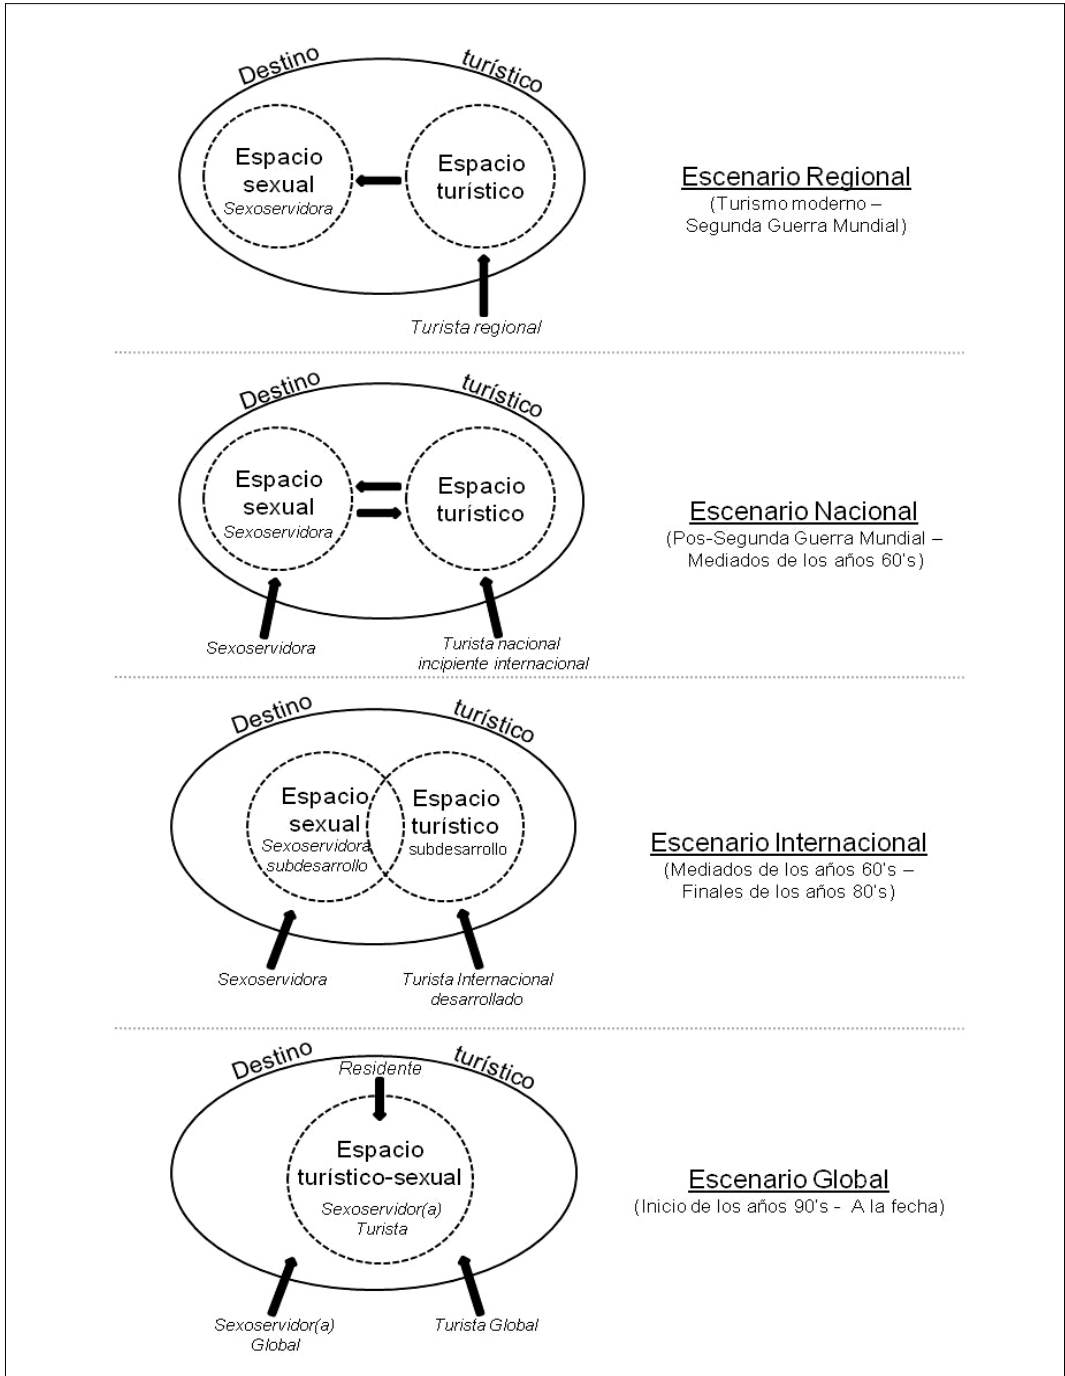 Destino turístico
Espacio
sexual
Sexoservidora
Espacio
turístico
Turista regional
Escenario Regional
(Turismo moderno –
Segunda Guerra Mundial)
Destino turístico
Espacio
sexual
Sexoservidora
Espacio
turístico
Sexoservidora
Turista nacional
incipiente internacional
Escenario Nacional
(Pos-Segunda Guerra Mundial –
Mediados de los años 60's)
Destino turístico
Espacio
sexual
Sexoservidora
subdesarrollo
Espacio
turístico
subdesarrollo
Sexoservidora
Turista Internacional
desarrollado
Escenario Internacional
(Mediados de los años 60's –
Finales de los años 80's)
Destino turístico
Residente
Espacio
turístico-sexual
Sexoservidor(a)
Turista
Sexoservidor(a)
Global
Turista Global
Escenario Global
(Inicio de los años 90's - A la fecha)